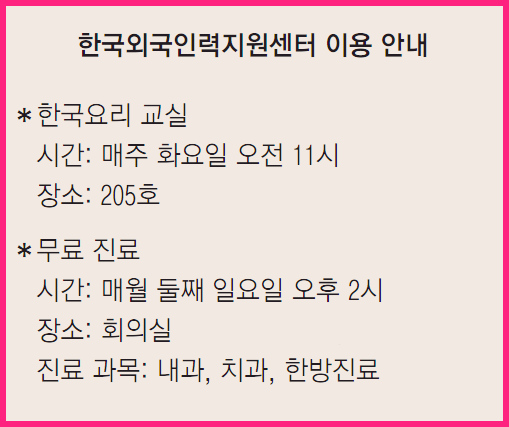 한국외국인력지원센터 이용 안내
*한국요리 교실
시간: 매주 화요일 오전 11시
장소: 205호
*무료 진료
시간: 매월 둘째 일요일 오후 2시
장소: 회의실
진료 과목: 내과, 치과, 한방진료